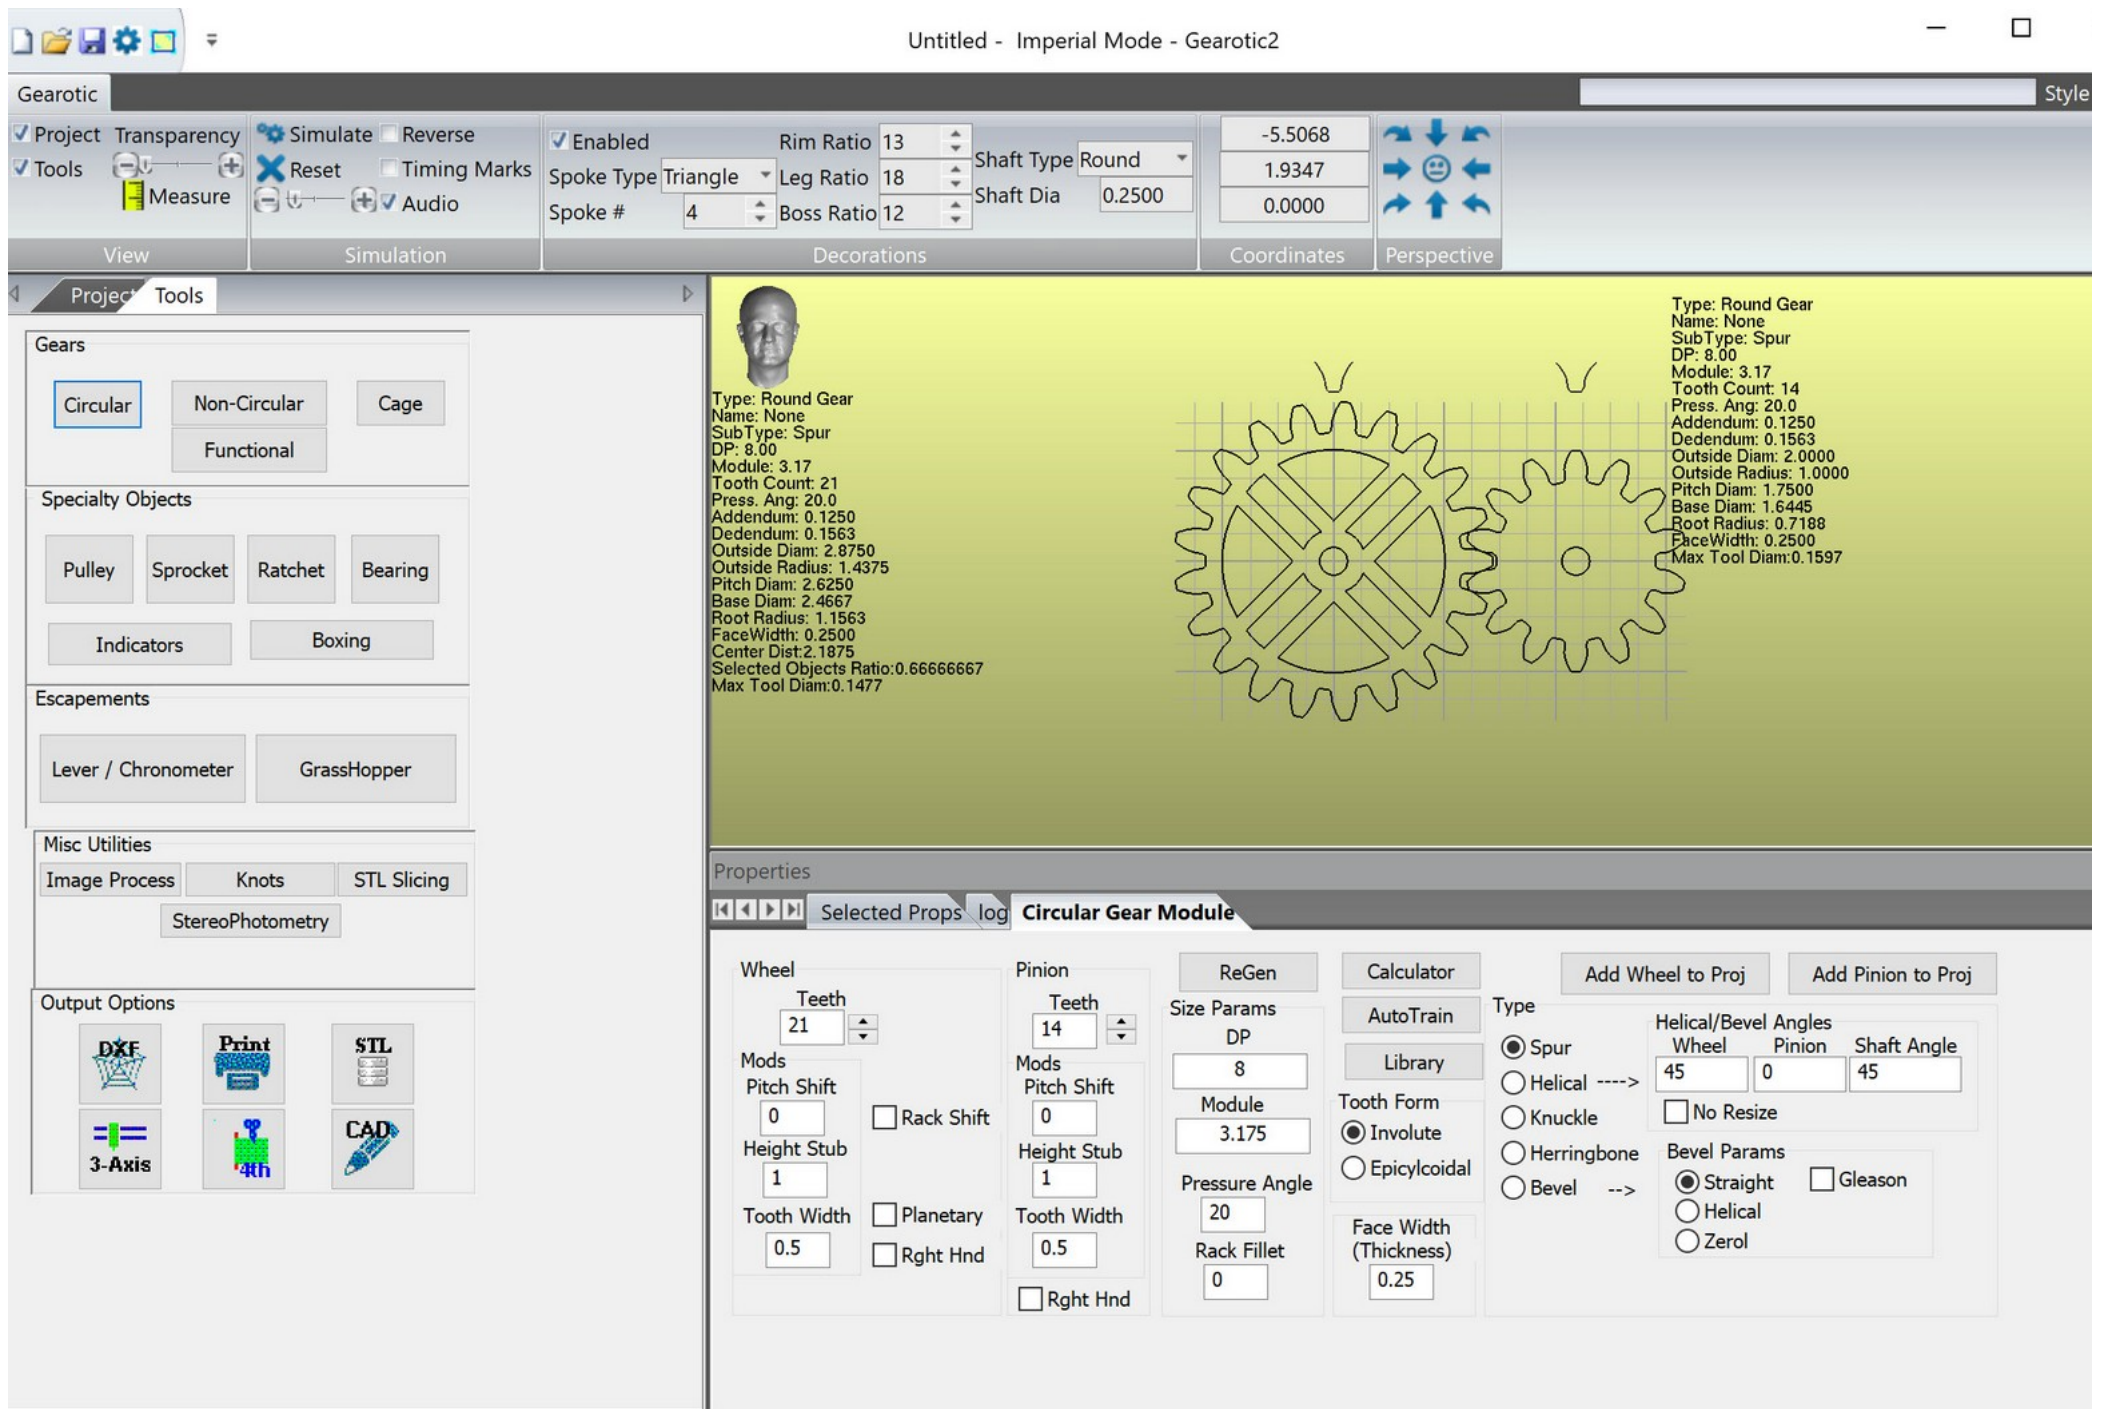 Untitled - Imperial Mode - Gearotic2
Gearotic
Style
Project
Transparency
Tools
Measure
View
Simulate
Reverse
Reset
Timing Marks
Audio
Simulation
Enabled
Rim Ratio 13
Spoke Type Triangle
Leg Ratio 18
Spoke # 4
Boss Ratio 12
Shaft Type Round
Shaft Dia 0.2500
Decorations
-5.5068
1.9347
0.0000
Coordinates
Perspective
Project
Tools
Gears
Circular
Non-Circular
Cage
Functional
Specialty Objects
Pulley
Sprocket
Ratchet
Bearing
Indicators
Boxing
Escapements
Lever / Chronometer
GrassHopper
Misc Utilities
Image Process
Knots
STL Slicing
StereoPhotometry
Output Options
DXF
Print
STL
3-Axis
4th
CAD
Type: Round Gear
Name: None
SubType: Spur
DP: 8.00
Module: 3.17
Tooth Count: 21
Press. Ang: 20.0
Addendum: 0.1250
Dedendum: 0.1563
Outside Diam: 2.8750
Outside Radius: 1.4375
Pitch Diam: 2.6250
Base Diam: 2.4667
Root Radius: 1.1563
FaceWidth: 0.2500
Center Dist:2.1875
Selected Objects Ratio:0.66666667
Max Tool Diam:0.1477
Type: Round Gear
Name: None
SubType: Spur
DP: 8.00
Module: 3.17
Tooth Count: 14
Press. Ang: 20.0
Addendum: 0.1250
Dedendum: 0.1563
Outside Diam: 2.0000
Outside Radius: 1.0000
Pitch Diam: 1.7500
Base Diam: 1.6445
Root Radius: 0.7188
FaceWidth: 0.2500
Max Tool Diam:0.1597
Properties
Selected Props
log
Circular Gear Module
Wheel
Teeth
21
Mods
Pitch Shift
0
Rack Shift
Height Stub
1
Tooth Width
0.5
Planetary
Rght Hnd
Pinion
Teeth
14
Mods
Pitch Shift
0
Height Stub
1
Tooth Width
0.5
Rght Hnd
ReGen
Size Params
DP
8
Module
3.175
Pressure Angle
20
Rack Fillet
0
Calculator
AutoTrain
Library
Tooth Form
Involute
Epicylcoidal
Face Width
(Thickness)
0.25
Add Wheel to Proj
Add Pinion to Proj
Type
Spur
Helical ---->
Knuckle
Herringbone
Bevel -->
Helical/Bevel Angles
Wheel Pinion Shaft Angle
45 0 45
No Resize
Bevel Params
Straight
Gleason
Helical
Zerol